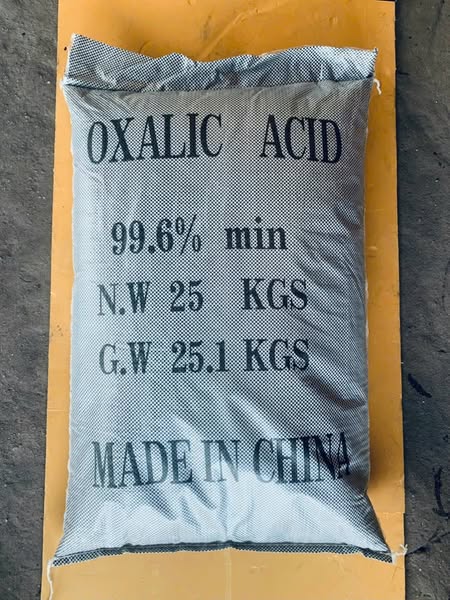 OXALIC ACID
99.6% min
N.W 25 KGS
G.W 25.1 KGS
MADE IN CHINA